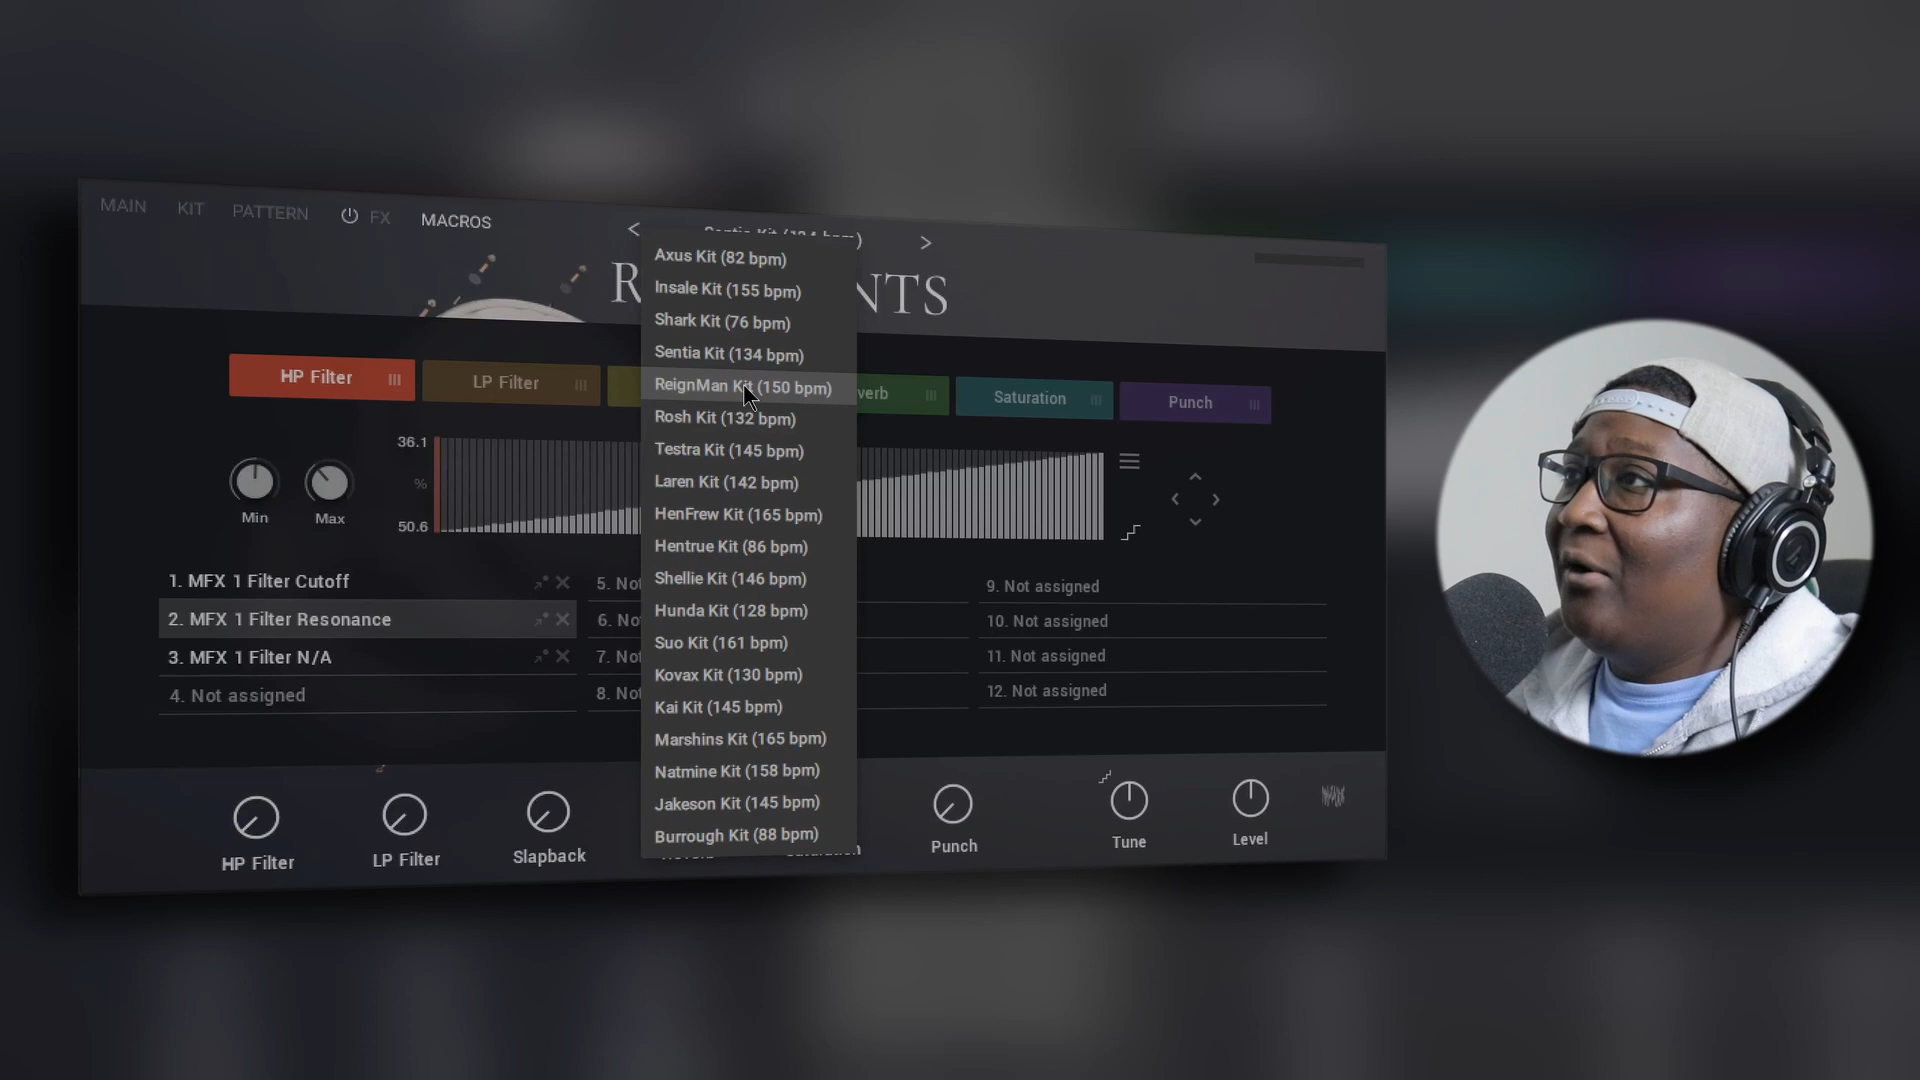 MAIN KIT PATTERN FX MACROS
< Sentia Kit (134 bpm) >
R NTS
Axus Kit (82 bpm)
Insale Kit (155 bpm)
Shark Kit (76 bpm)
Sentia Kit (134 bpm)
ReignMan Kit (150 bpm)
Rosh Kit (132 bpm)
Testra Kit (145 bpm)
Laren Kit (142 bpm)
HenFrew Kit (165 bpm)
Hentrue Kit (86 bpm)
Shellie Kit (146 bpm)
Hunda Kit (128 bpm)
Suo Kit (161 bpm)
Kovax Kit (130 bpm)
Kai Kit (145 bpm)
Marshins Kit (165 bpm)
Natmine Kit (158 bpm)
Jakeson Kit (145 bpm)
Burrough Kit (88 bpm)
HP Filter LP Filter verb Saturation Punch
36.1
%
50.6
Min Max
1. MFX 1 Filter Cutoff
2. MFX 1 Filter Resonance
3. MFX 1 Filter N/A
4. Not assigned
5. Not
6. No
7. Not
8. Not
9. Not assigned
10. Not assigned
11. Not assigned
12. Not assigned
HP Filter LP Filter Slapback Reverb Saturation Punch Tune Level